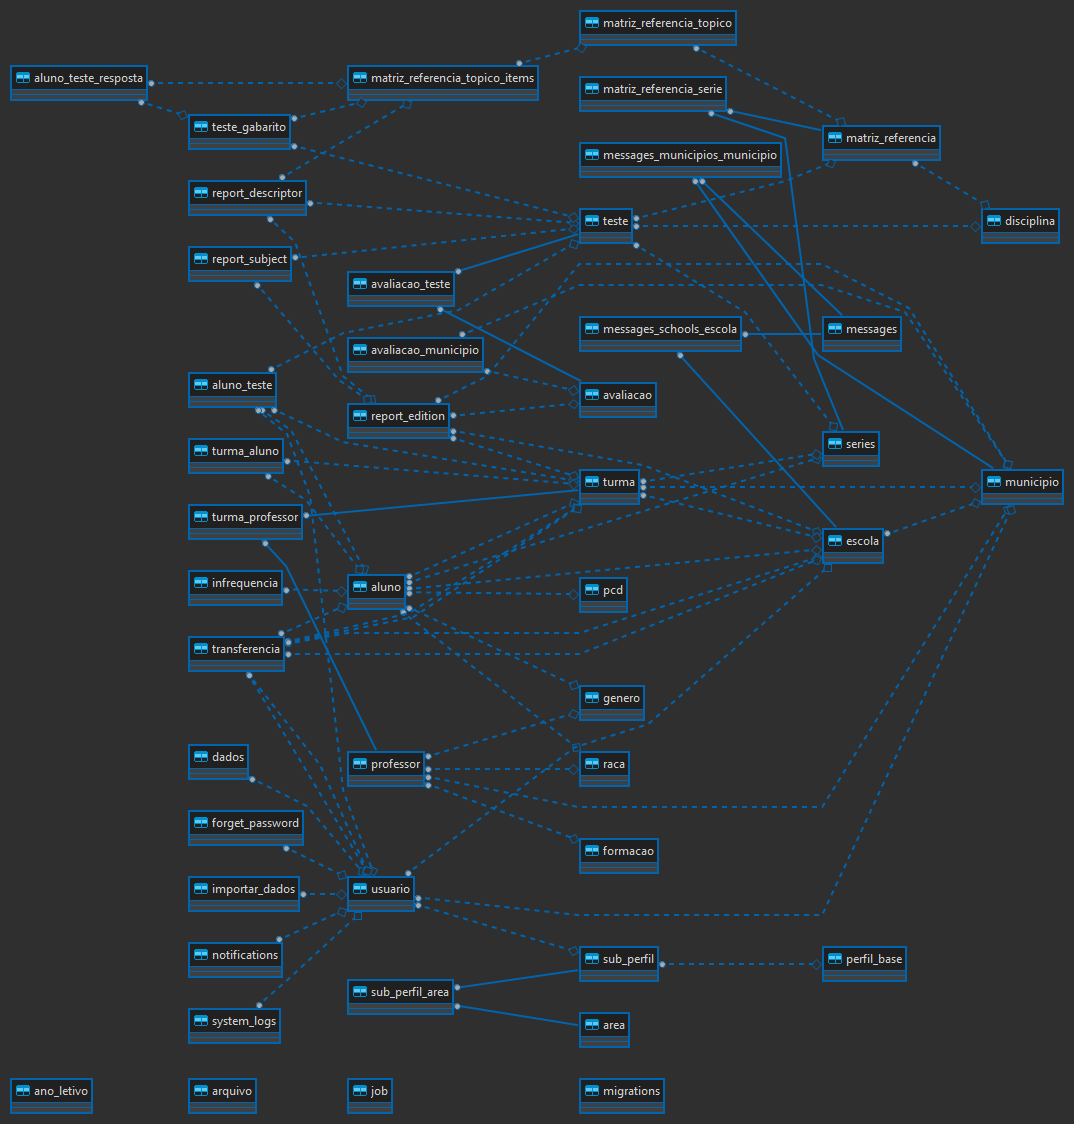 matriz_referencia_topico
aluno_teste_resposta
matriz_referencia_topico_items
matriz_referencia_serie
teste_gabarito
matriz_referencia
messages_municipios_municipio
report_descriptor
teste
disciplina
report_subject
avaliacao_teste
messages_schools_escola
messages
avaliacao_municipio
aluno_teste
avaliacao
report_edition
turma_aluno
series
turma
municipio
turma_professor
escola
infrequencia
aluno
pcd
transferencia
genero
dados
professor
raca
forget_password
formacao
importar_dados
usuario
notifications
sub_perfil
perfil_base
sub_perfil_area
system_logs
area
ano_letivo
arquivo
job
migrations